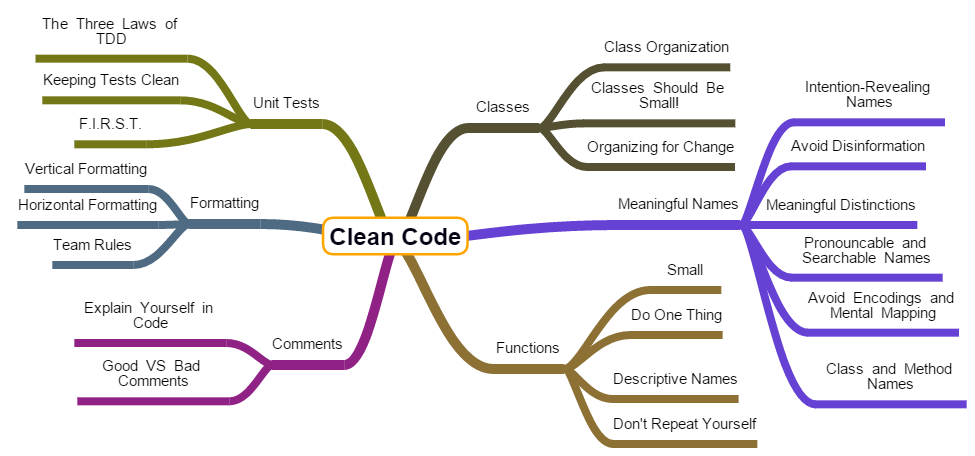 Clean Code
Unit Tests
The Three Laws of
TDD
Keeping Tests Clean
F.I.R.S.T.
Formatting
Vertical Formatting
Horizontal Formatting
Team Rules
Comments
Explain Yourself in
Code
Good VS Bad
Comments
Classes
Class Organization
Classes Should Be
Small!
Organizing for Change
Meaningful Names
Intention-Revealing
Names
Avoid Disinformation
Meaningful Distinctions
Pronouncable and
Searchable Names
Avoid Encodings and
Mental Mapping
Class and Method
Names
Functions
Small
Do One Thing
Descriptive Names
Don't Repeat Yourself